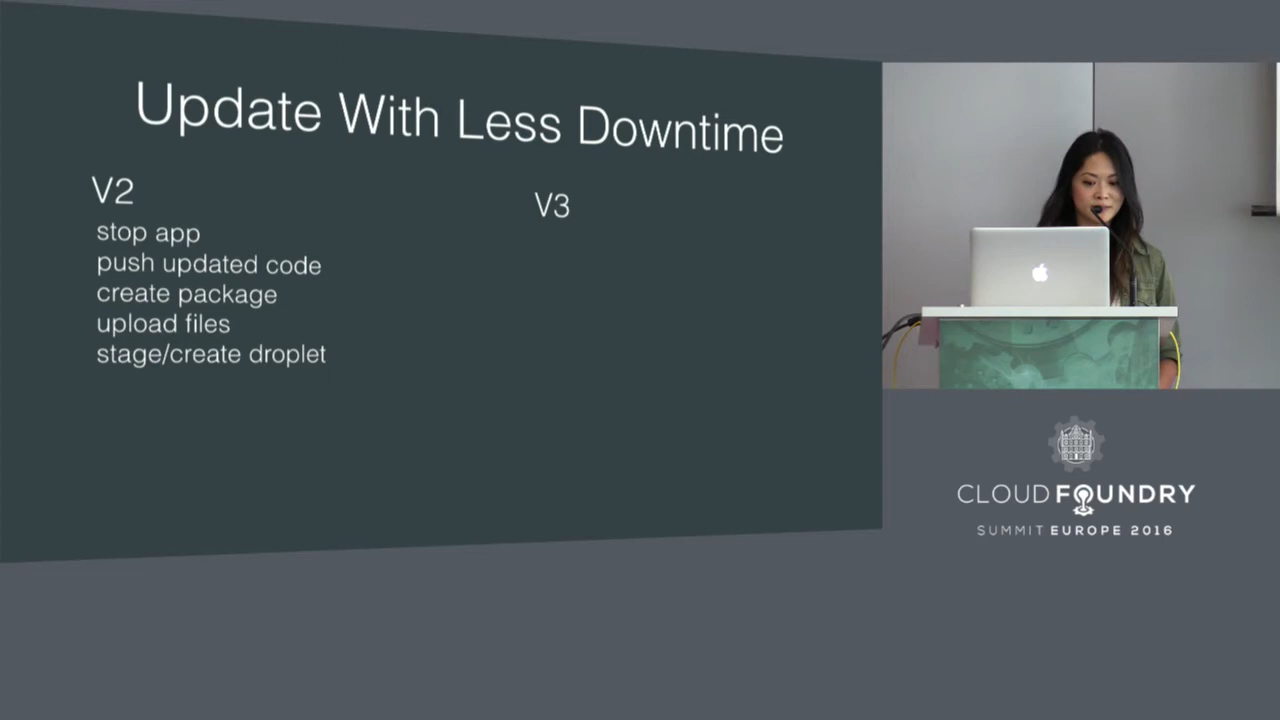 Update With Less Downtime
V2
stop app
push updated code
create package
upload files
stage/create droplet
V3
CLOUD FOUNDRY
SUMMIT EUROPE 2016